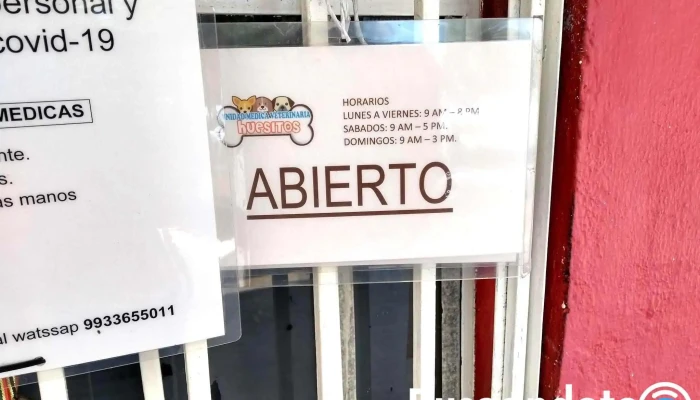 personal y
covid-19
MEDICAS
nte.
s.
as manos
al watssap 9933655011
UNIDAD MEDICA VETERINARIA
huesitos
HORARIOS
LUNES A VIERNES: 9 AM – 8 PM
SABADOS: 9 AM – 5 PM.
DOMINGOS: 9 AM – 3 PM.
ABIERTO